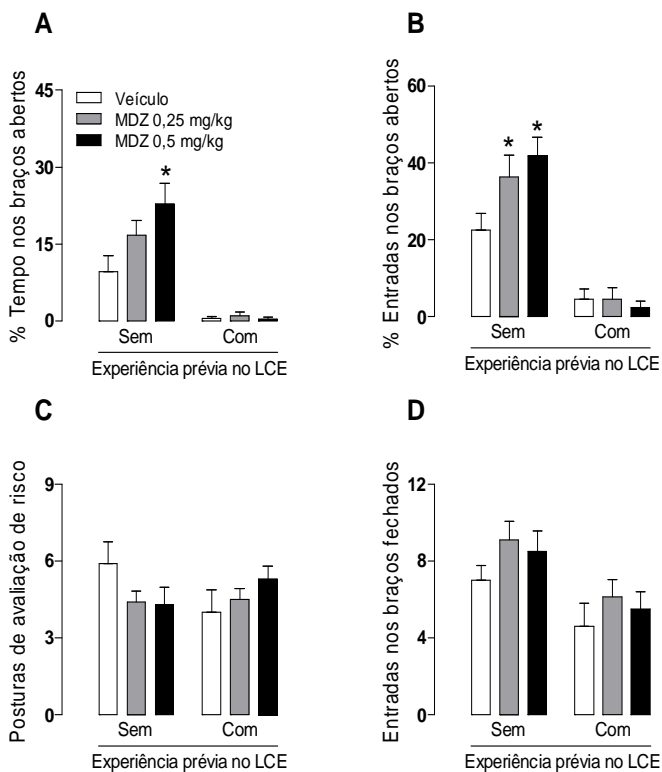 A
% Tempo nos braços abertos
45
30
15
0
Veículo
MDZ 0,25 mg/kg
MDZ 0,5 mg/kg
*
Sem Com
Experiência prévia no LCE
B
% Entradas nos braços abertos
60
40
20
0
* *
Sem Com
Experiência prévia no LCE
C
Posturas de avaliação de risco
9
6
3
0
Sem Com
Experiência prévia no LCE
D
Entradas nos braços fechados
12
8
4
0
Sem Com
Experiência prévia no LCE